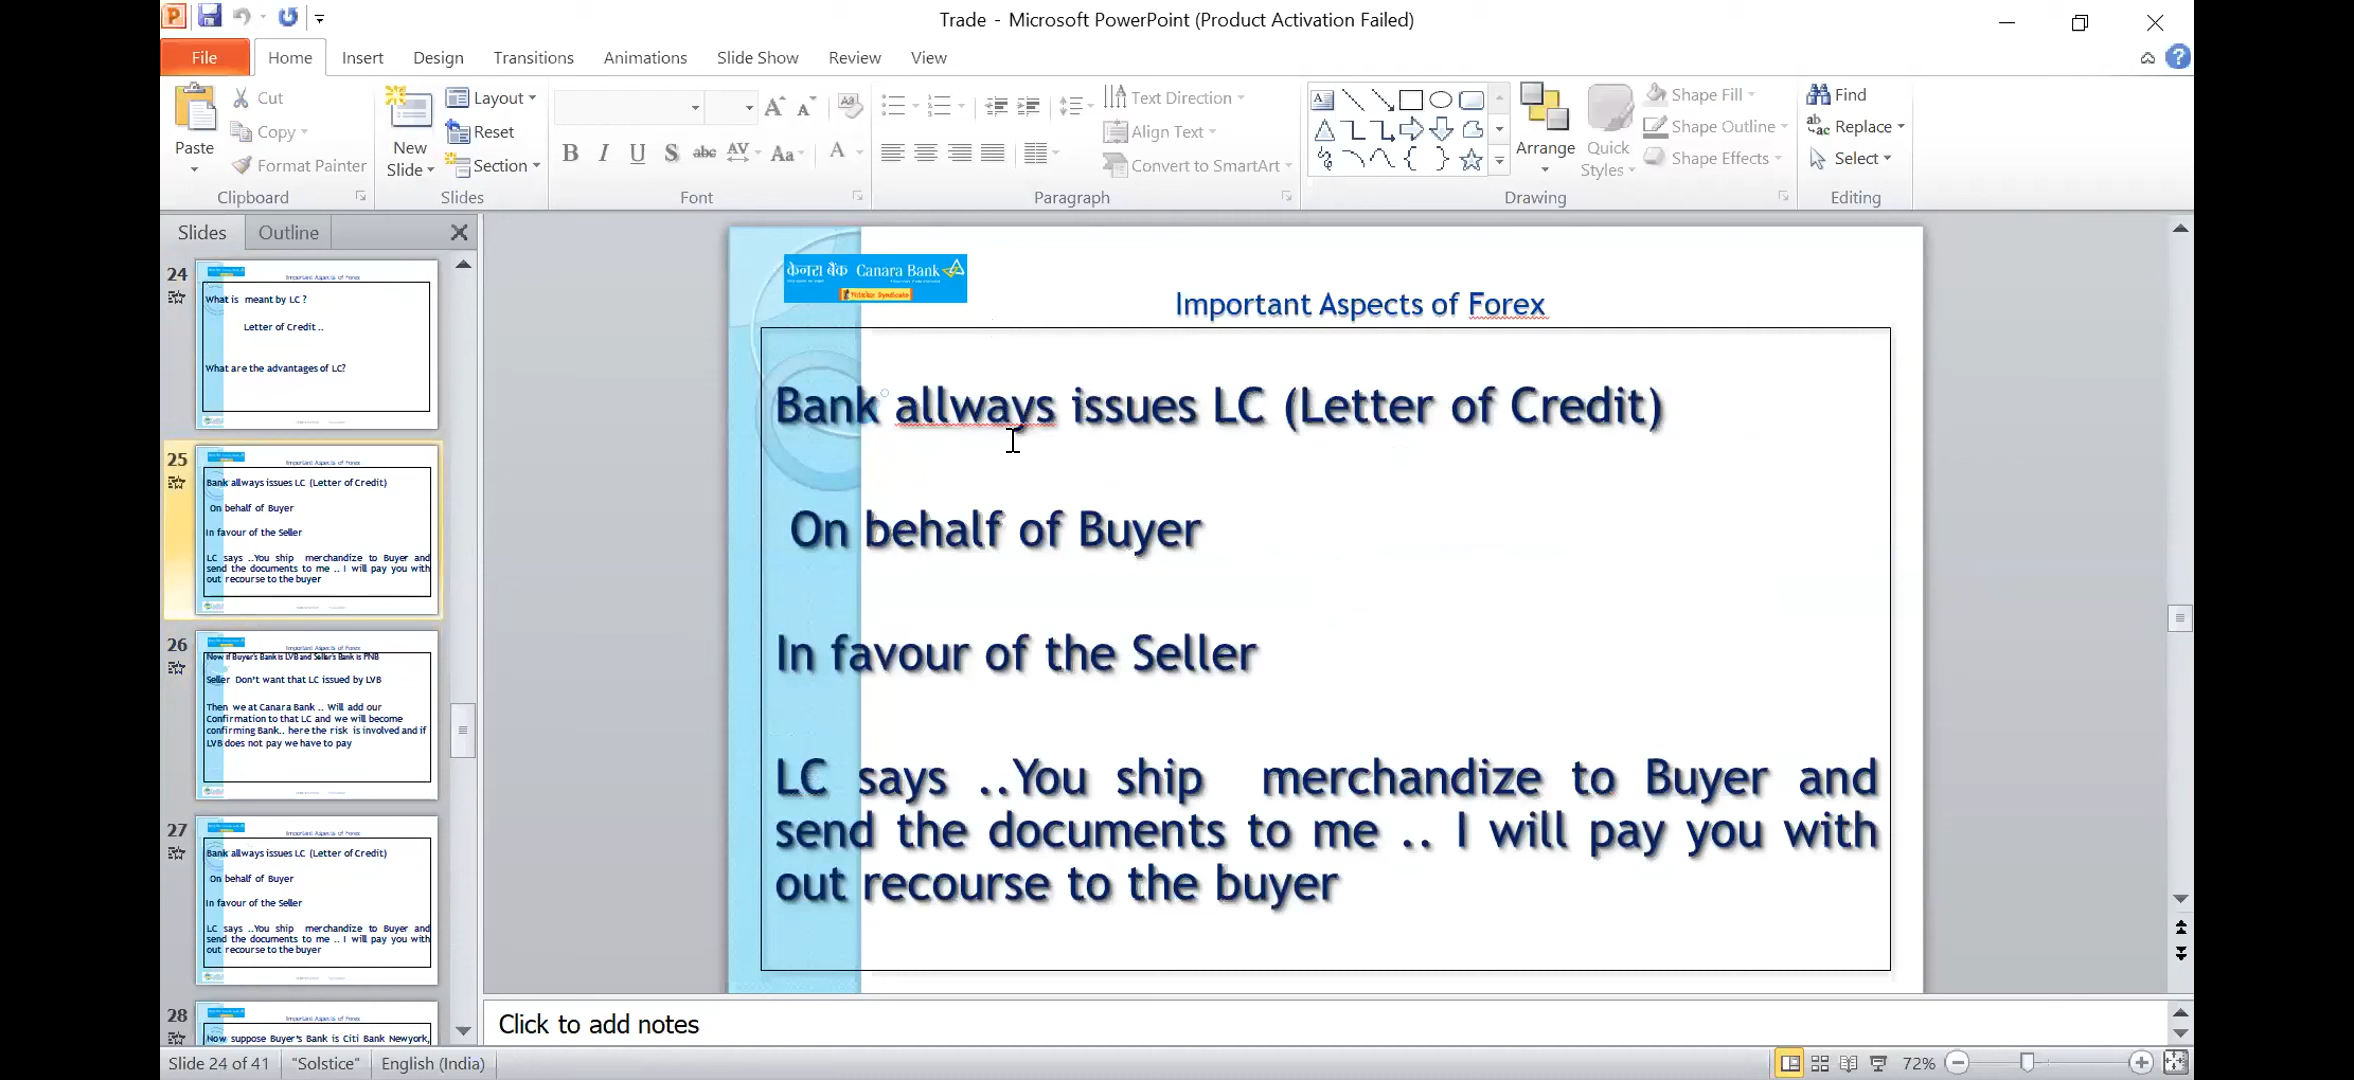 Trade - Microsoft PowerPoint (Product Activation Failed)
File Home Insert Design Transitions Animations Slide Show Review View
Paste
Cut
Copy
Format Painter
Clipboard
New Slide
Layout
Reset
Section
Slides
Font
Paragraph
Text Direction
Align Text
Convert to SmartArt
Arrange
Quick Styles
Shape Fill
Shape Outline
Shape Effects
Drawing
Find
Replace
Select
Editing
Slides Outline
24
Important Aspects of Forex
What is meant by LC ?
Letter of Credit ..
What are the advantages of LC?
25
Important Aspects of Forex
Bank allways issues LC (Letter of Credit)
On behalf of Buyer
In favour of the Seller
LC says ..You ship merchandize to Buyer and
send the documents to me .. I will pay you with
out recourse to the buyer
26
Important Aspects of Forex
Now if Buyer's Bank is LVB and Seller's Bank is PNB
Seller Don't want that LC issued by LVB
Then we at Canara Bank .. Will add our
Confirmation to that LC and we will become
confirming Bank.. here the risk is involved and if
LVB does not pay we have to pay
27
Important Aspects of Forex
Bank allways issues LC (Letter of Credit)
On behalf of Buyer
In favour of the Seller
LC says ..You ship merchandize to Buyer and
send the documents to me .. I will pay you with
out recourse to the buyer
28
Important Aspects of Forex
Now suppose Buyer's Bank is Citi Bank Newyork,
केनरा बैंक Canara Bank
Syndicate
Important Aspects of Forex
Bank allways issues LC (Letter of Credit)
On behalf of Buyer
In favour of the Seller
LC says ..You ship merchandize to Buyer and
send the documents to me .. I will pay you with
out recourse to the buyer
Click to add notes
Slide 24 of 41 "Solstice" English (India) 72%